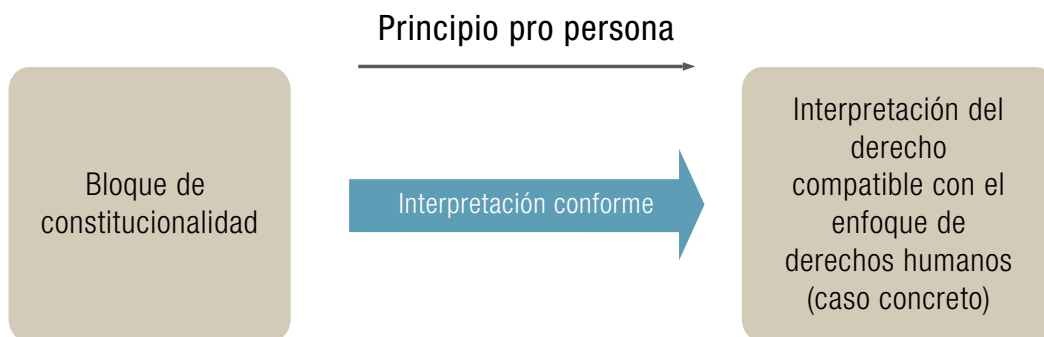 Principio pro persona
Bloque de
constitucionalidad
Interpretación conforme
Interpretación del
derecho
compatible con el
enfoque de
derechos humanos
(caso concreto)